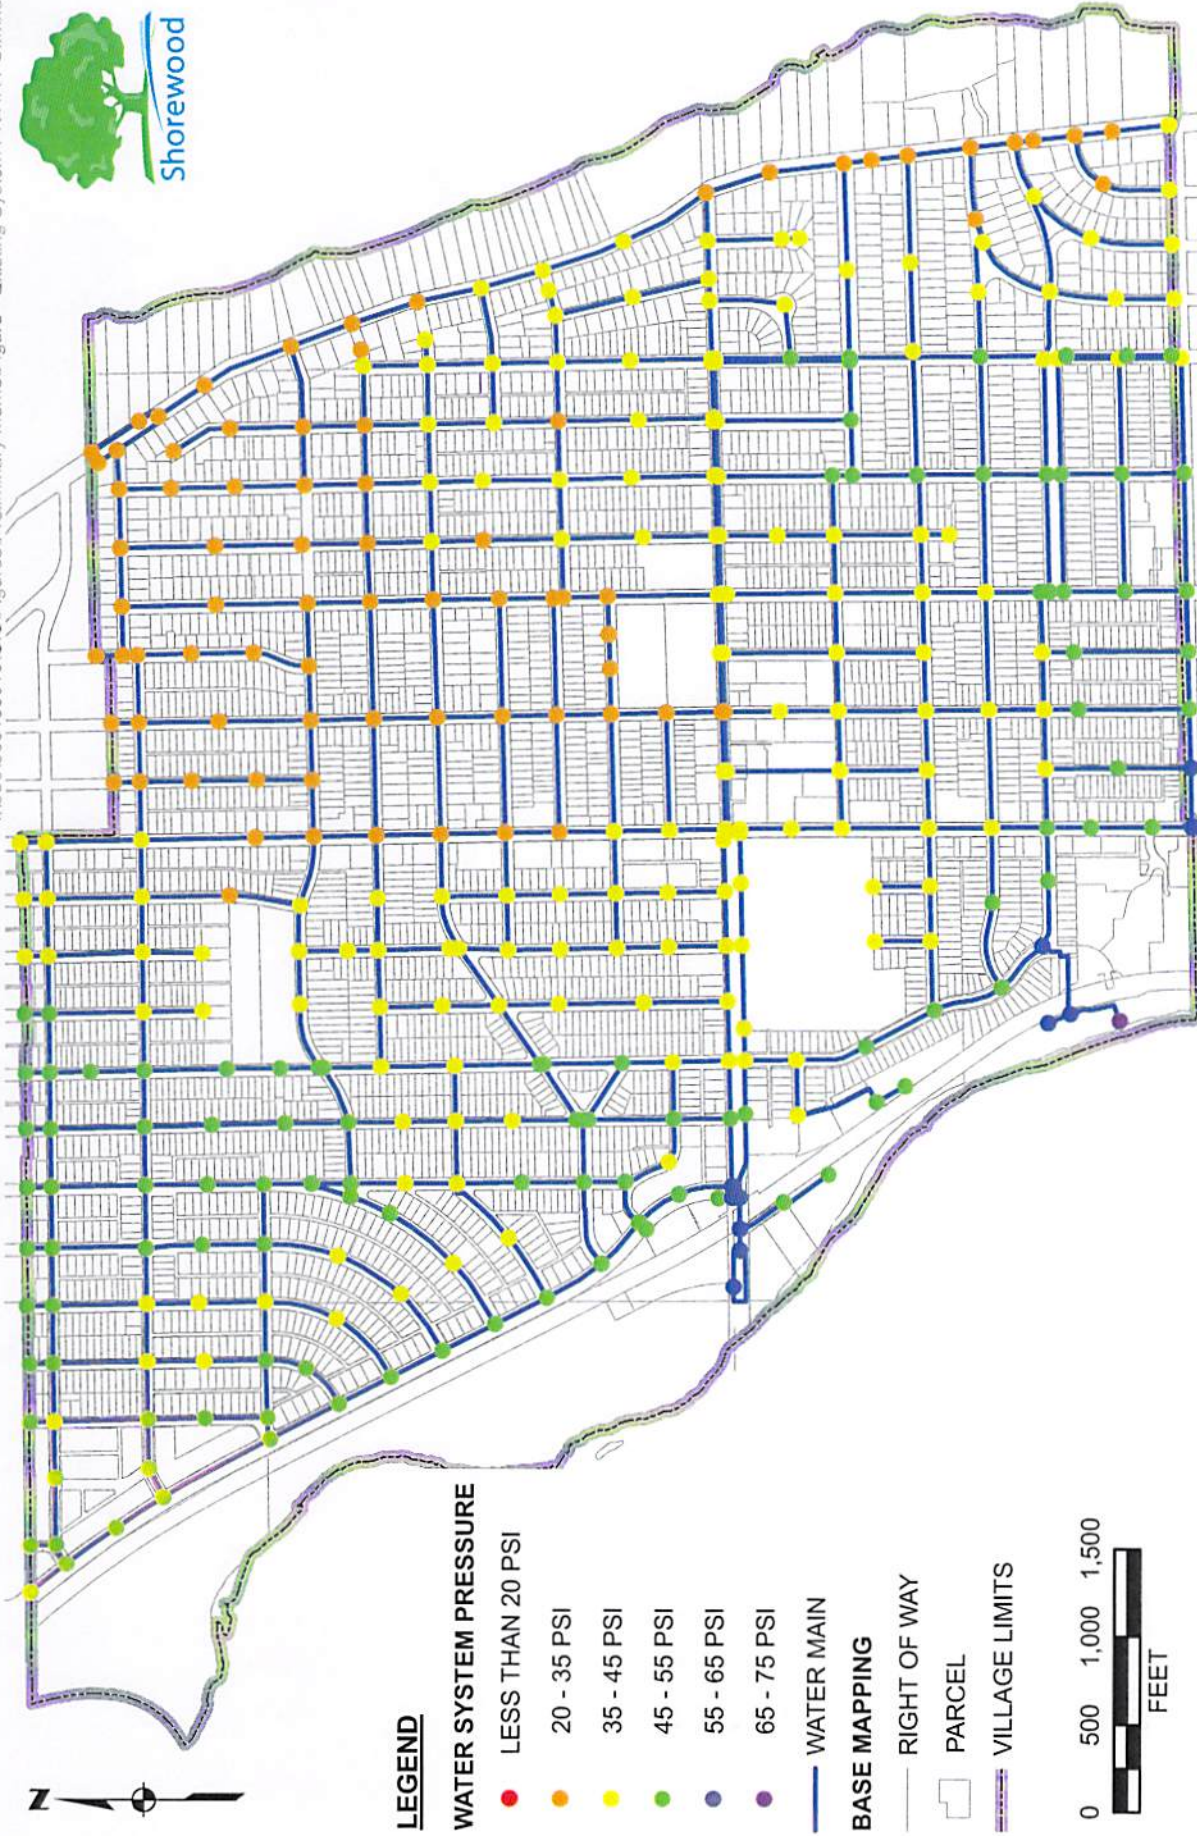 Shorewood
N
LEGEND
WATER SYSTEM PRESSURE
LESS THAN 20 PSI
20 - 35 PSI
35 - 45 PSI
45 - 55 PSI
55 - 65 PSI
65 - 75 PSI
WATER MAIN
BASE MAPPING
RIGHT OF WAY
PARCEL
VILLAGE LIMITS
0 500 1,000 1,500
FEET